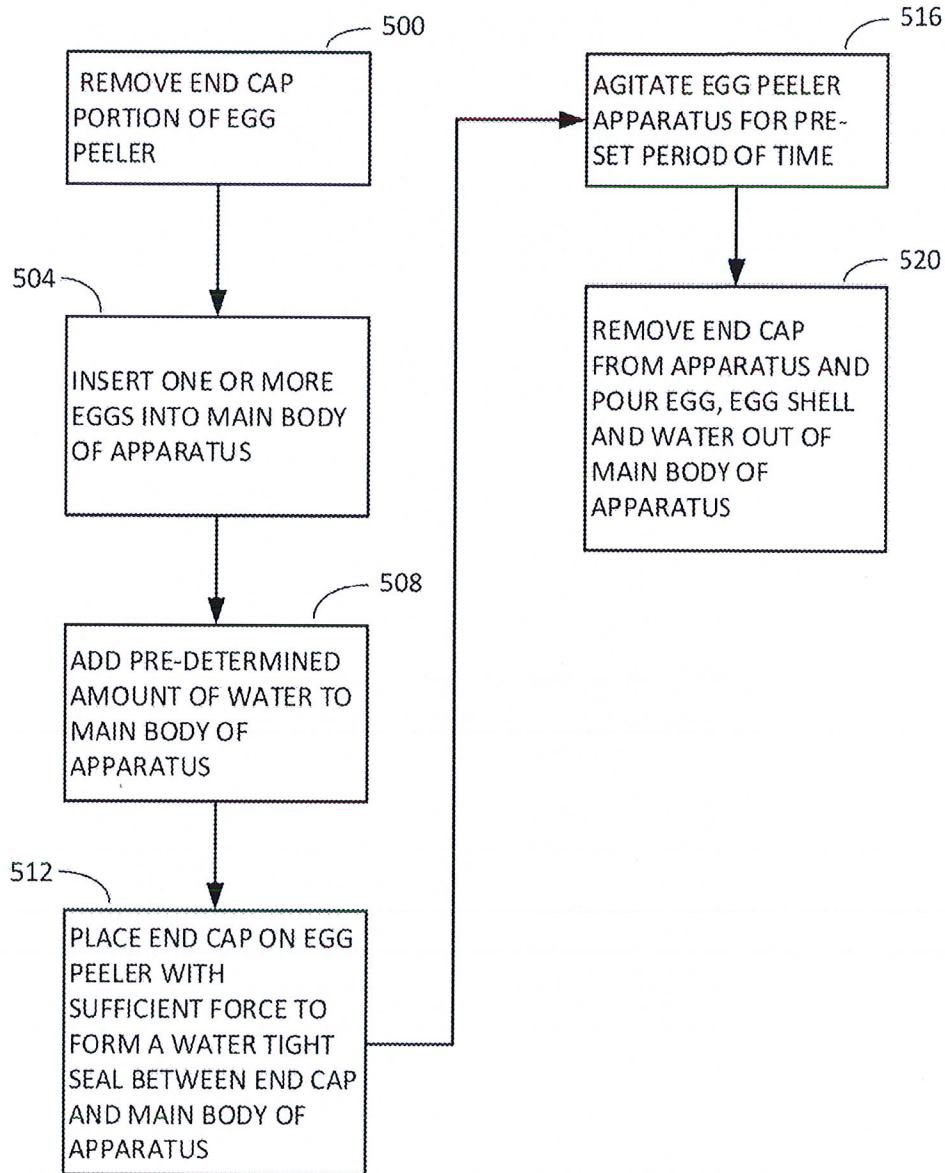 500
REMOVE END CAP
PORTION OF EGG
PEELER
504
INSERT ONE OR MORE
EGGS INTO MAIN BODY
OF APPARATUS
508
ADD PRE-DETERMINED
AMOUNT OF WATER TO
MAIN BODY OF
APPARATUS
512
PLACE END CAP ON EGG
PEELER WITH
SUFFICIENT FORCE TO
FORM A WATER TIGHT
SEAL BETWEEN END CAP
AND MAIN BODY OF
APPARATUS
516
AGITATE EGG PEELER
APPARATUS FOR PRE-
SET PERIOD OF TIME
520
REMOVE END CAP
FROM APPARATUS AND
POUR EGG, EGG SHELL
AND WATER OUT OF
MAIN BODY OF
APPARATUS